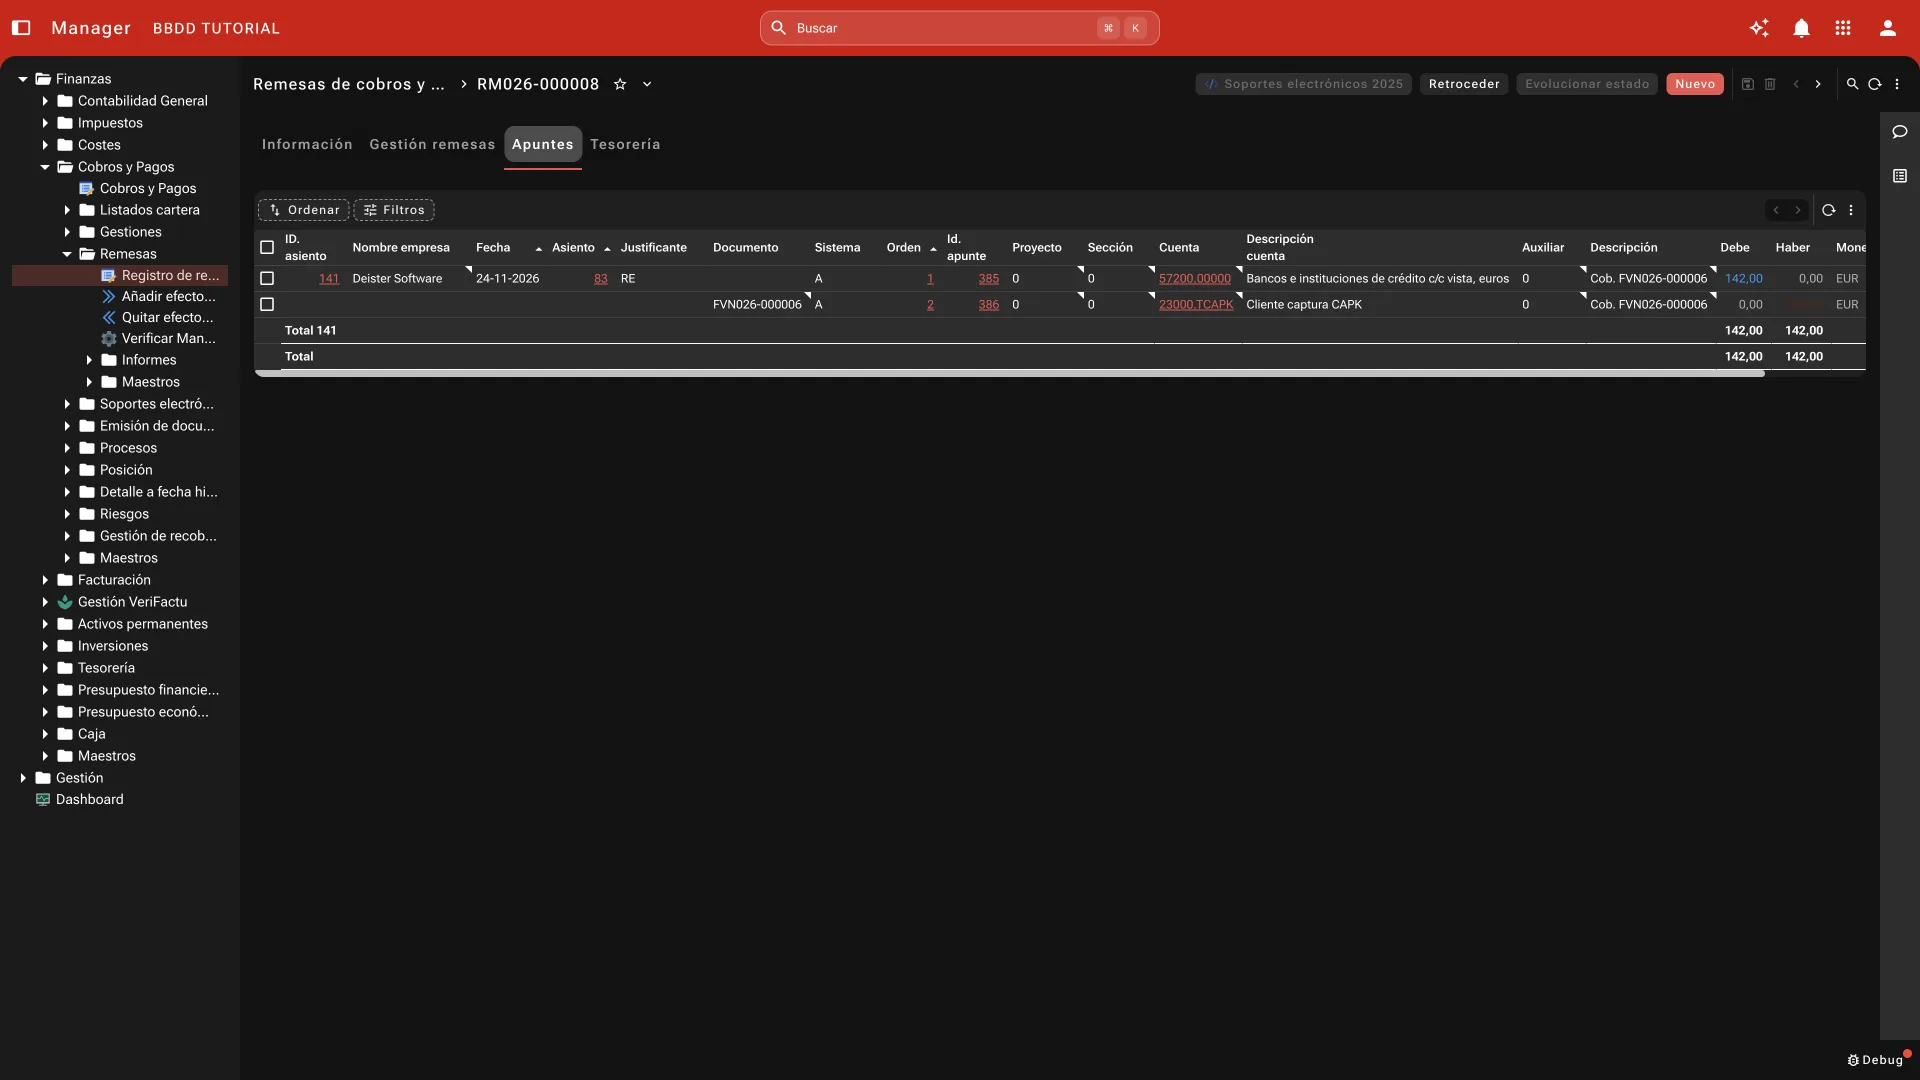 Manager BBDD TUTORIAL
Buscar ⌘ K
Finanzas
Contabilidad General
Impuestos
Costes
Cobros y Pagos
Cobros y Pagos
Listados cartera
Gestiones
Remesas
Registro de re...
Añadir efecto...
Quitar efecto...
Verificar Man...
Informes
Maestros
Soportes electró...
Emisión de docu...
Procesos
Posición
Detalle a fecha hi...
Riesgos
Gestión de recob...
Maestros
Facturación
Gestión VeriFactu
Activos permanentes
Inversiones
Tesorería
Presupuesto financie...
Presupuesto econó...
Caja
Maestros
Gestión
Dashboard
Remesas de cobros y ... > RM026-000008
Soportes electrónicos 2025 Retroceder Evolucionar estado Nuevo
Información Gestión remesas Apuntes Tesorería
Ordenar Filtros
ID. asiento Nombre empresa Fecha Asiento Justificante Documento Sistema Orden Id. apunte Proyecto Sección Cuenta Descripción cuenta Auxiliar Descripción Debe Haber Mone
141 Deister Software 24-11-2026 83 RE A 1 385 0 0 57200.00000 Bancos e instituciones de crédito c/c vista, euros 0 Cob. FVN026-000006 142,00 0,00 EUR
FVN026-000006 A 2 386 0 0 23000.TCAPK Cliente captura CAPK 0 Cob. FVN026-000006 0,00 EUR
Total 141 142,00 142,00
Total 142,00 142,00
Debug